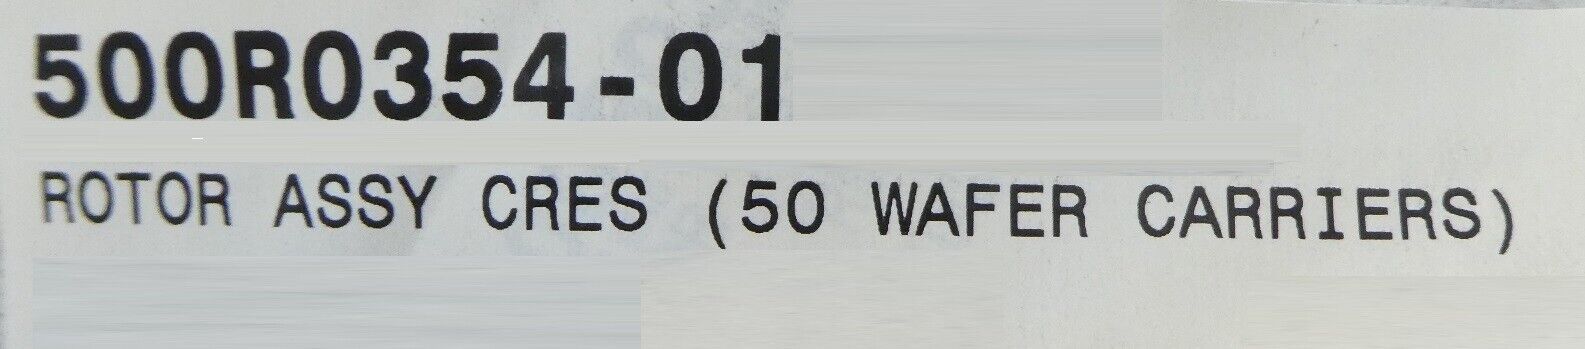 500R0354-01
ROTOR ASSY CRES (50 WAFER CARRIERS)